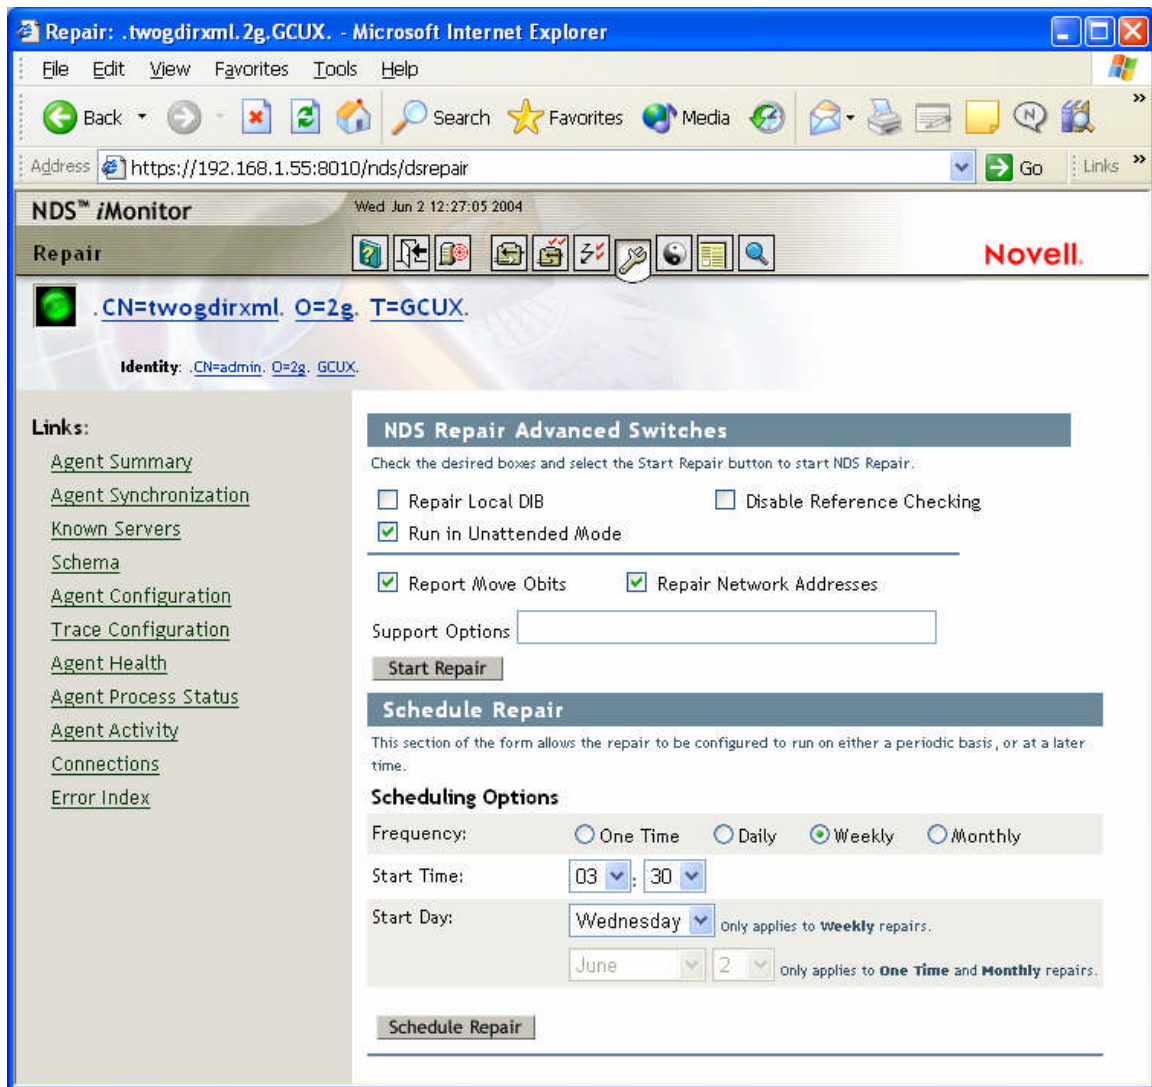 Repair: .twogdirxml.2g.GCUX. - Microsoft Internet Explorer
File Edit View Favorites Tools Help
Back Search Favorites Media »
Address https://192.168.1.55:8010/nds/dsrepair Go Links »
NDS™ iMonitor Wed Jun 2 12:27:05 2004
Repair Novell.
.CN=twogdirxml. O=2g. T=GCUX.
Identity: .CN=admin. O=2g. GCUX.
Links:
Agent Summary
Agent Synchronization
Known Servers
Schema
Agent Configuration
Trace Configuration
Agent Health
Agent Process Status
Agent Activity
Connections
Error Index
NDS Repair Advanced Switches
Check the desired boxes and select the Start Repair button to start NDS Repair.
Repair Local DIB Disable Reference Checking
Run in Unattended Mode
Report Move Obits Repair Network Addresses
Support Options
Start Repair
Schedule Repair
This section of the form allows the repair to be configured to run on either a periodic basis, or at a later
time.
Scheduling Options
Frequency: One Time Daily Weekly Monthly
Start Time: 03 : 30
Start Day: Wednesday Only applies to Weekly repairs.
June 2 Only applies to One Time and Monthly repairs.
Schedule Repair